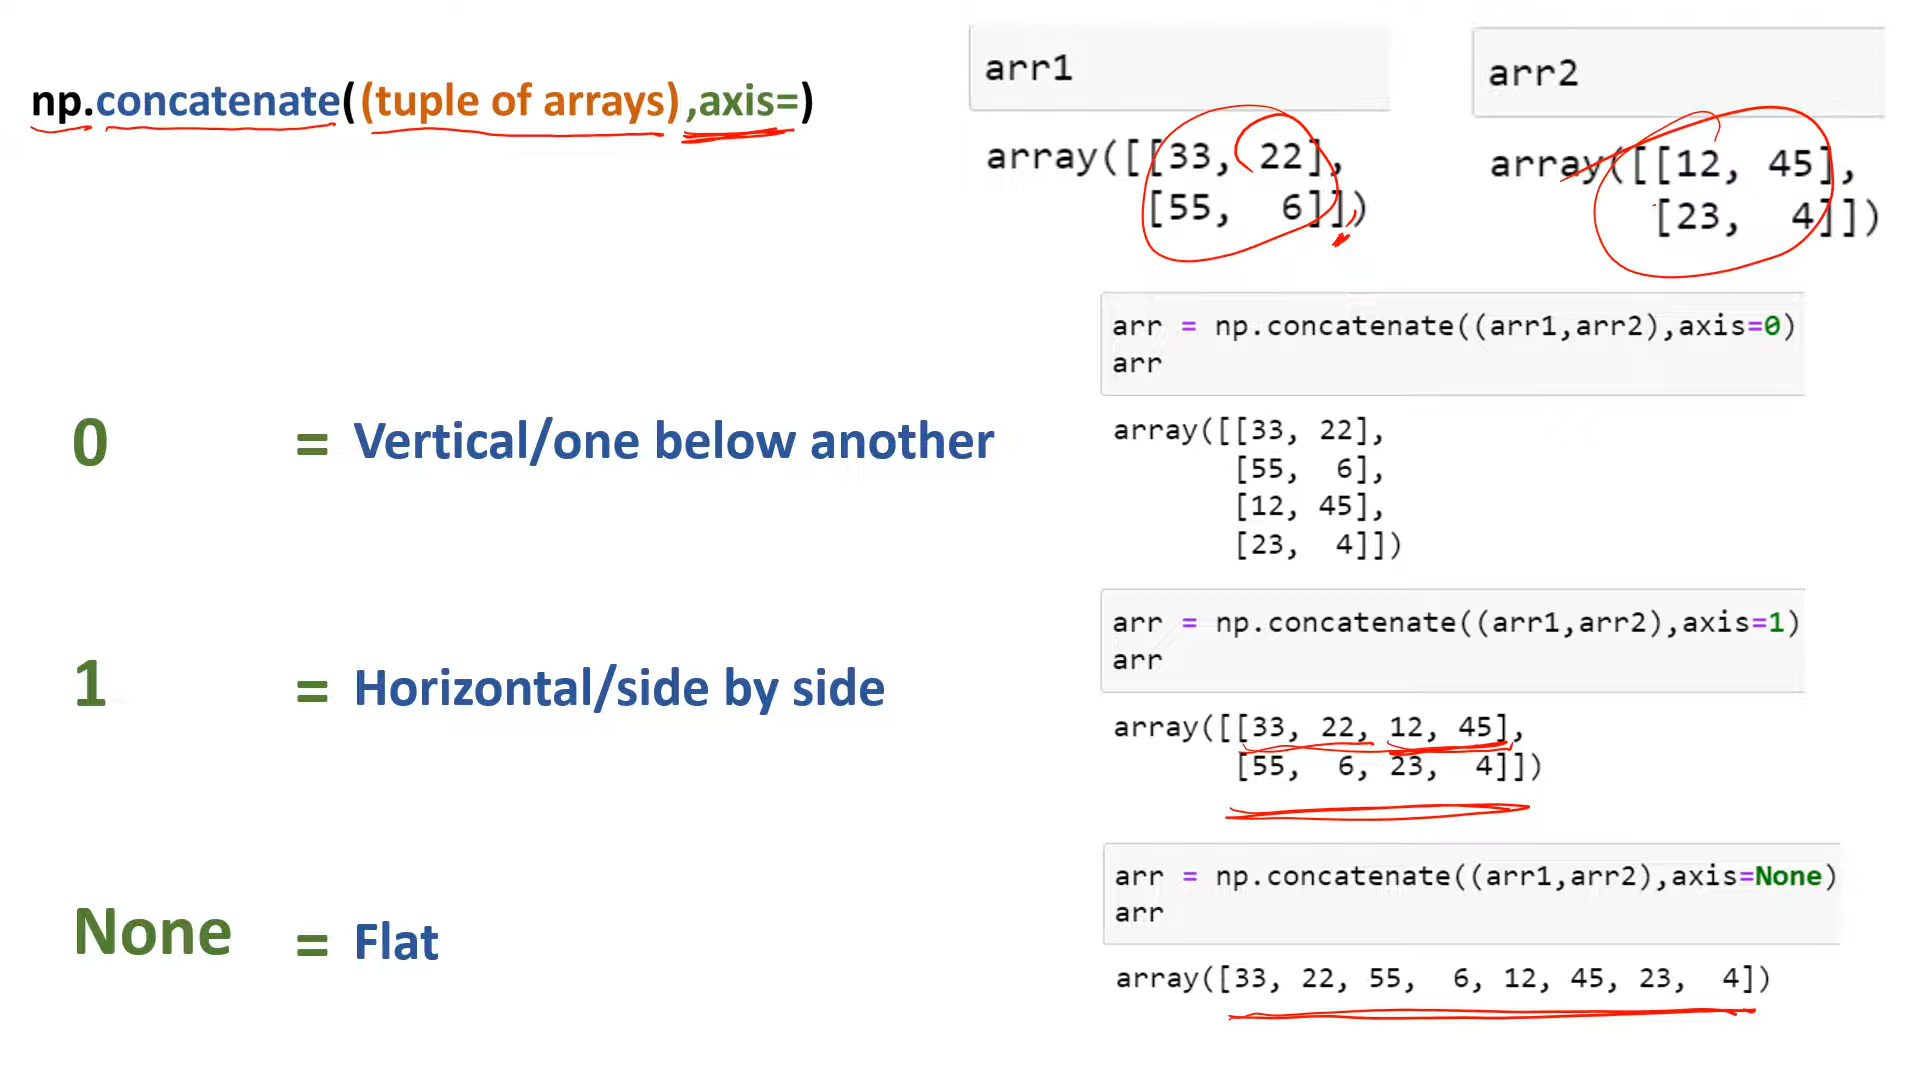 np.concatenate((tuple of arrays),axis=)
arr1
array([[33, 22],
[55, 6]])
arr2
array([[12, 45],
[23, 4]])
0 = Vertical/one below another
arr = np.concatenate((arr1,arr2),axis=0)
arr
array([[33, 22],
[55, 6],
[12, 45],
[23, 4]])
1 = Horizontal/side by side
arr = np.concatenate((arr1,arr2),axis=1)
arr
array([[33, 22, 12, 45],
[55, 6, 23, 4]])
None = Flat
arr = np.concatenate((arr1,arr2),axis=None)
arr
array([33, 22, 55, 6, 12, 45, 23, 4])